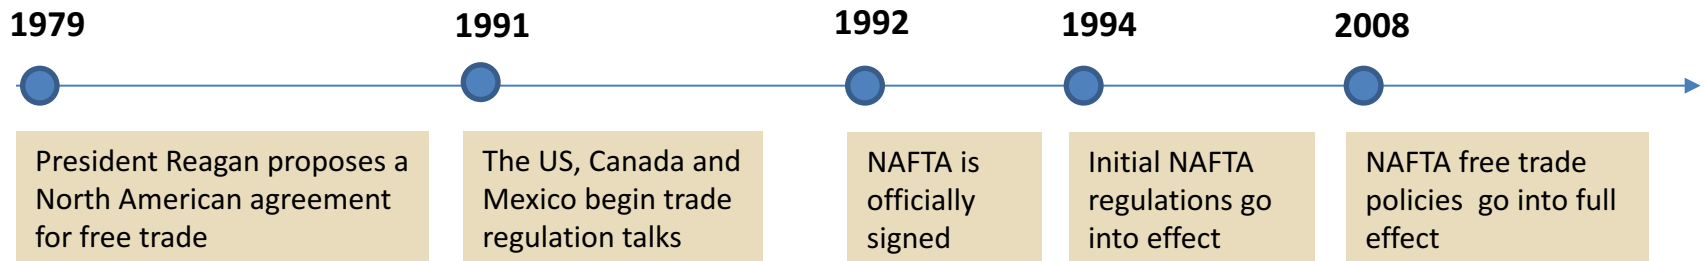 1979
1991
1992
1994
2008
President Reagan proposes a
North American agreement
for free trade
The US, Canada and
Mexico begin trade
regulation talks
NAFTA is
officially
signed
Initial NAFTA
regulations go
into effect
NAFTA free trade
policies  go into full
effect